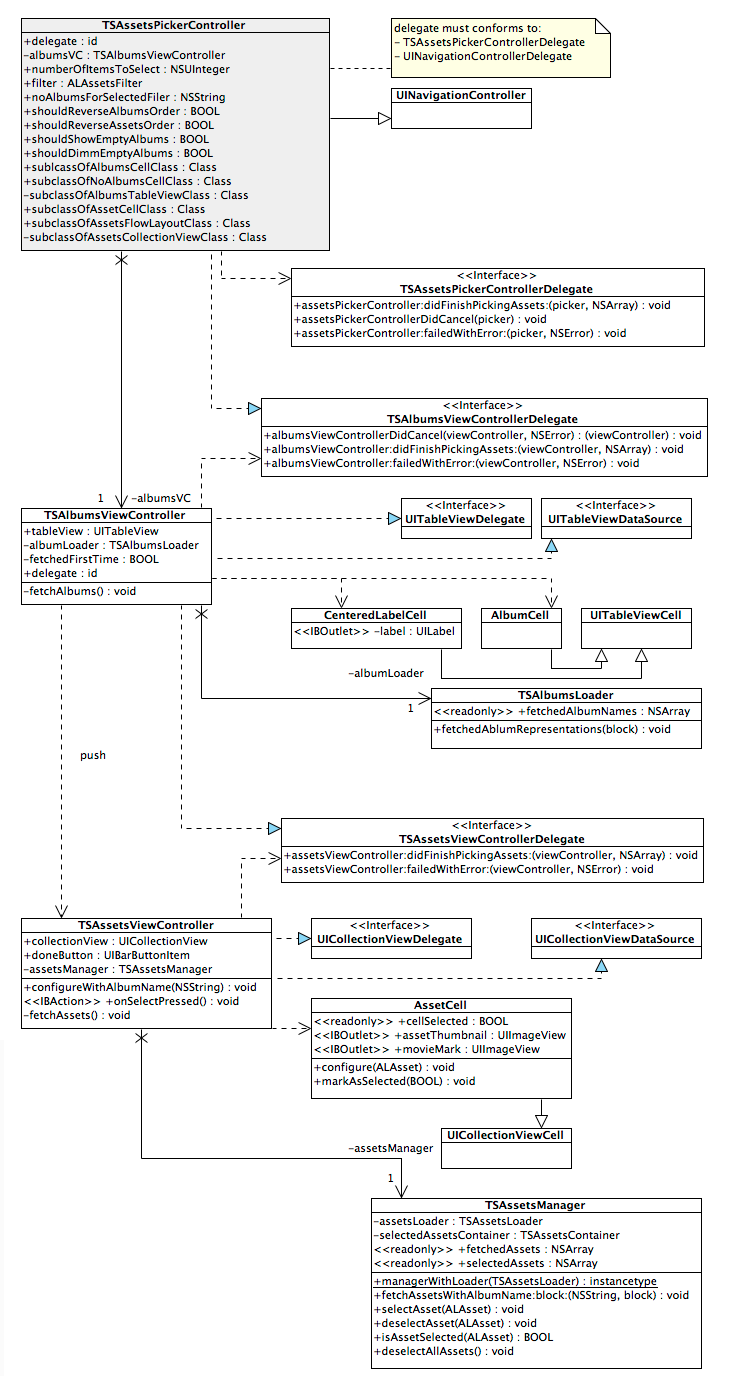 TSAssetsPickerController
+delegate : id
-albumsVC : TSAlbumsViewController
+numberOfItemsToSelect : NSUInteger
+filter : ALAssetsFilter
+noAlbumsForSelectedFiler : NSString
+shouldReverseAlbumsOrder : BOOL
+shouldReverseAssetsOrder : BOOL
+shouldShowEmptyAlbums : BOOL
+shouldDimmEmptyAlbums : BOOL
+sublcassOfAlbumsCellClass : Class
+subclassOfNoAlbumsCellClass : Class
-subclassOfAlbumsTableViewClass : Class
+subclassOfAssetCellClass : Class
+subclassOfAssetsFlowLayoutClass : Class
-subclassOfAssetsCollectionViewClass : Class
delegate must conforms to:
- TSAssetsPickerControllerDelegate
- UINavigationControllerDelegate
UINavigationController
<<Interface>>
TSAssetsPickerControllerDelegate
+assetsPickerController:didFinishPickingAssets:(picker, NSArray) : void
+assetsPickerControllerDidCancel(picker) : void
+assetsPickerController:failedWithError:(picker, NSError) : void
<<Interface>>
TSAlbumsViewControllerDelegate
+albumsViewControllerDidCancel(viewController, NSError) : (viewController) : void
+albumsViewController:didFinishPickingAssets:(viewController, NSArray) : void
+albumsViewController:failedWithError:(viewController, NSError) : void
1
-albumsVC
TSAlbumsViewController
+tableView : UITableView
-albumLoader : TSAlbumsLoader
-fetchedFirstTime : BOOL
+delegate : id
-fetchAlbums() : void
<<Interface>>
UITableViewDelegate
<<Interface>>
UITableViewDataSource
CenteredLabelCell
<<IBOutlet>> -label : UILabel
AlbumCell
UITableViewCell
-albumLoader
1
TSAlbumsLoader
<<readonly>> +fetchedAlbumNames : NSArray
+fetchedAblumRepresentations(block) : void
push
<<Interface>>
TSAssetsViewControllerDelegate
+assetsViewController:didFinishPickingAssets:(viewController, NSArray) : void
+assetsViewController:failedWithError:(viewController, NSError) : void
TSAssetsViewController
+collectionView : UICollectionView
+doneButton : UIBarButtonItem
-assetsManager : TSAssetsManager
+configureWithAlbumName(NSString) : void
<<IBAction>> +onSelectPressed() : void
-fetchAssets() : void
<<Interface>>
UICollectionViewDelegate
<<Interface>>
UICollectionViewDataSource
AssetCell
<<readonly>> +cellSelected : BOOL
<<IBOutlet>> +assetThumbnail : UIImageView
<<IBOutlet>> +movieMark : UIImageView
+configure(ALAsset) : void
+markAsSelected(BOOL) : void
UICollectionViewCell
-assetsManager
1
TSAssetsManager
-assetsLoader : TSAssetsLoader
-selectedAssetsContainer : TSAssetsContainer
<<readonly>> +fetchedAssets : NSArray
<<readonly>> +selectedAssets : NSArray
+managerWithLoader(TSAssetsLoader) : instancetype
+fetchAssetsWithAlbumName:block:(NSString, block) : void
+selectAsset(ALAsset) : void
+deselectAsset(ALAsset) : void
+isAssetSelected(ALAsset) : BOOL
+deselectAllAssets() : void